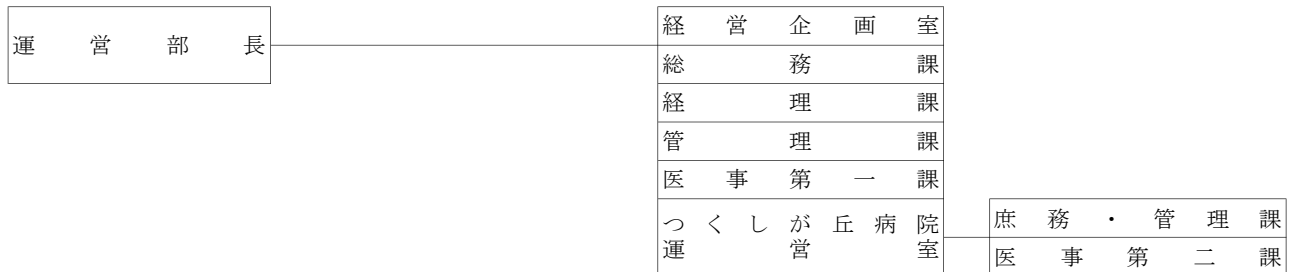 運営部長
経営企画室
総務課
経理課
管理課
医事第一課
つくしが丘病院
運営室
庶務・管理課
医事第二課